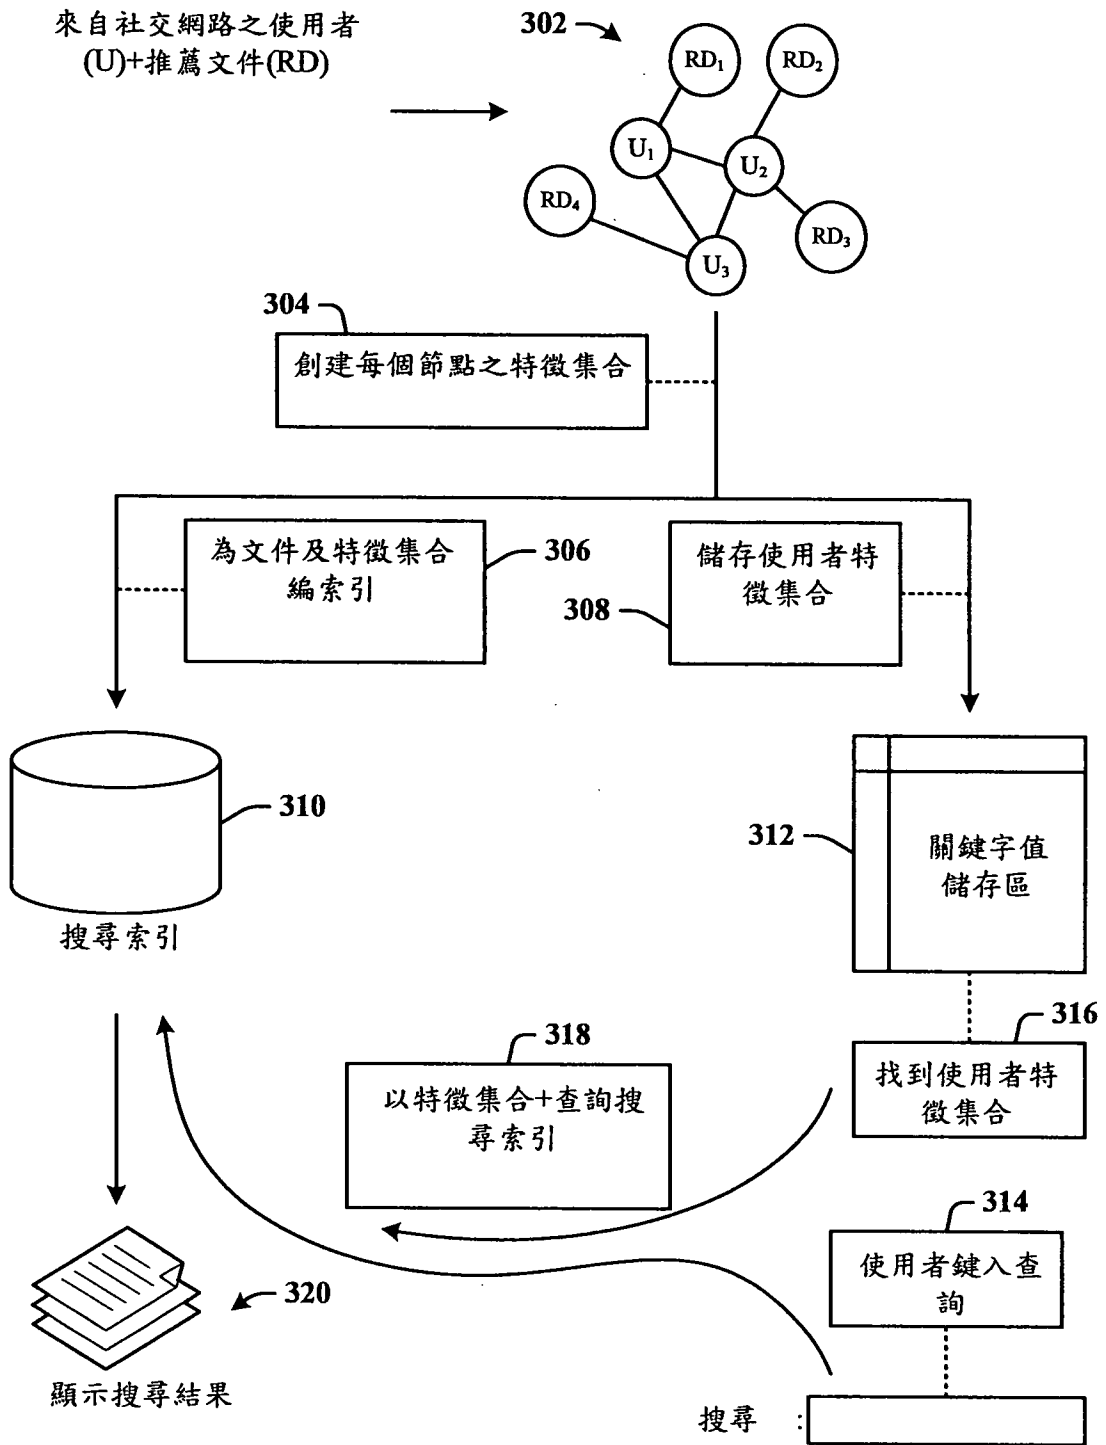 來自社交網路之使用者
(U)+推薦文件(RD)
302
RD₁
RD₂
U₁
U₂
RD₄
RD₃
U₃
304
創建每個節點之特徵集合
為文件及特徵集合
編索引
306
儲存使用者特
徵集合
308
310
搜尋索引
312
關鍵字值
儲存區
316
找到使用者特
徵集合
318
以特徵集合+查詢搜
尋索引
314
使用者鍵入查
詢
320
顯示搜尋結果
搜尋 :